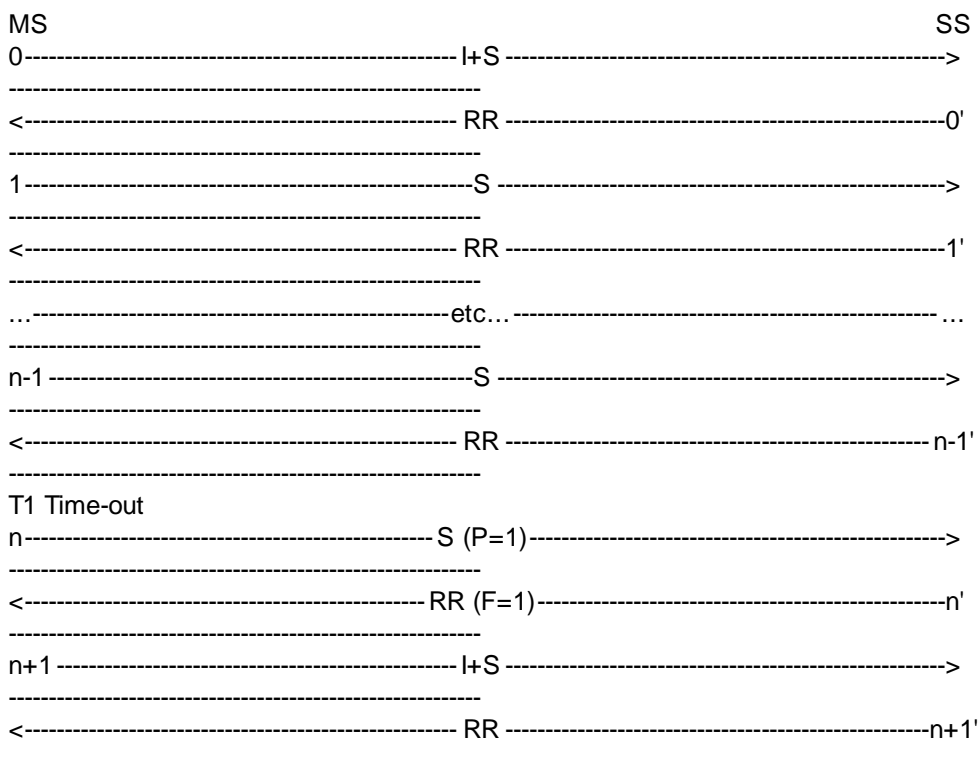 MS SS
0------------------------------------------------------ I+S ------------------------------------------------------->
-----------------------------------------------------------
<------------------------------------------------------ RR -------------------------------------------------------0'
-----------------------------------------------------------
1--------------------------------------------------------S -------------------------------------------------------->
-----------------------------------------------------------
<------------------------------------------------------ RR -------------------------------------------------------1'
-----------------------------------------------------------
…----------------------------------------------------etc…----------------------------------------------------- …
-----------------------------------------------------------
n-1 -----------------------------------------------------S -------------------------------------------------------->
-----------------------------------------------------------
<------------------------------------------------------ RR ----------------------------------------------------- n-1'
-----------------------------------------------------------
T1 Time-out
n--------------------------------------------------- S (P=1)---------------------------------------------------->
-----------------------------------------------------------
<-------------------------------------------------- RR (F=1)---------------------------------------------------n'
-----------------------------------------------------------
n+1 -------------------------------------------------- I+S ------------------------------------------------------->
-----------------------------------------------------------
<------------------------------------------------------ RR -----------------------------------------------------n+1'